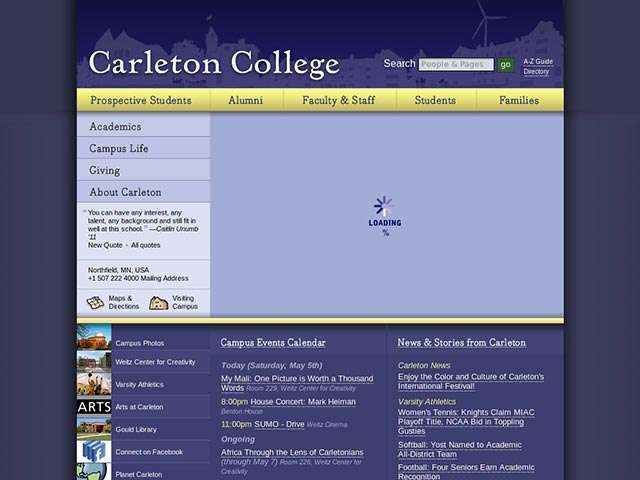 Carleton College
Search People & Pages go
A-Z Guide
Directory
Prospective Students
Alumni
Faculty & Staff
Students
Families
Academics
Campus Life
Giving
About Carleton
“ You can have any interest, any
talent, any background and still fit in
well at this school. ” —Caitlin Unumb
'11
New Quote • All quotes
Northfield, MN, USA
+1 507 222 4000 Mailing Address
Maps &
Directions
Visiting
Campus
LOADING
%
Campus Photos
Weitz Center for Creativity
Varsity Athletics
ARTS
Arts at Carleton
Gould Library
Connect on Facebook
Planet Carleton
Campus Events Calendar
Today (Saturday, May 5th)
My Mali: One Picture is Worth a Thousand
Words Room 229, Weitz Center for Creativity
8:00pm House Concert: Mark Heiman
Benton House
11:00pm SUMO - Drive Weitz Cinema
Ongoing
Africa Through the Lens of Carletonians
(through May 7) Room 226, Weitz Center for
Creativity
News & Stories from Carleton
Carleton News
Enjoy the Color and Culture of Carleton's
International Festival!
Varsity Athletics
Women's Tennis: Knights Claim MIAC
Playoff Title, NCAA Bid in Toppling
Gusties
Softball: Yost Named to Academic
All-District Team
Football: Four Seniors Earn Academic
Recognition